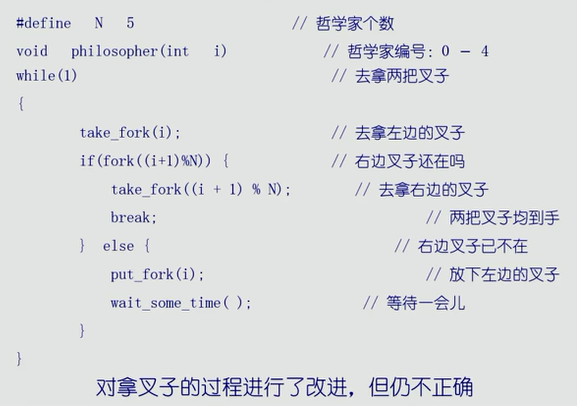 #define   N   5                    // 哲学家个数
void   philosopher(int   i)            // 哲学家编号: 0 － 4
while(1)                                // 去拿两把叉子
{
        take_fork(i);                   // 去拿左边的叉子
        if(fork((i+1)%N)) {             // 右边叉子还在吗
            take_fork((i + 1) % N);        // 去拿右边的叉子
            break;                                  // 两把叉子均到手
        }  else {                               // 右边叉子已不在
            put_fork(i);                            // 放下左边的叉子
            wait_some_time( );              // 等待一会儿
        }
}
对拿叉子的过程进行了改进，但仍不正确